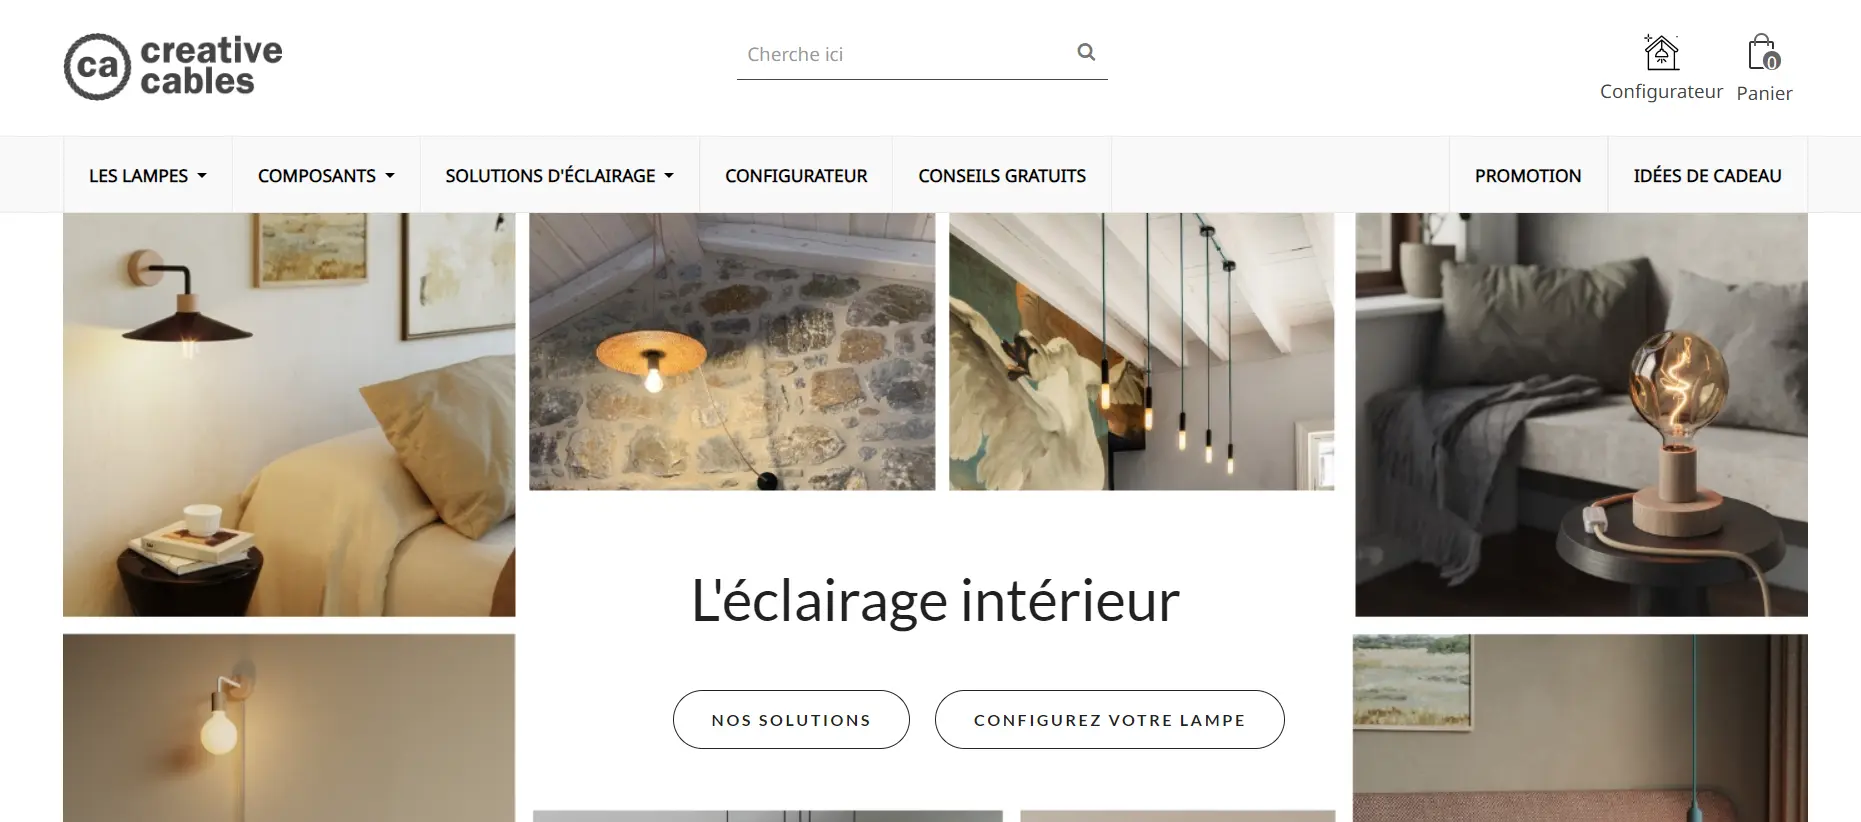 ca creative
cables
Cherche ici
Configurateur
0
Panier
LES LAMPES
COMPOSANTS
SOLUTIONS D'ÉCLAIRAGE
CONFIGURATEUR
CONSEILS GRATUITS
PROMOTION
IDÉES DE CADEAU
L'éclairage intérieur
NOS SOLUTIONS
CONFIGUREZ VOTRE LAMPE